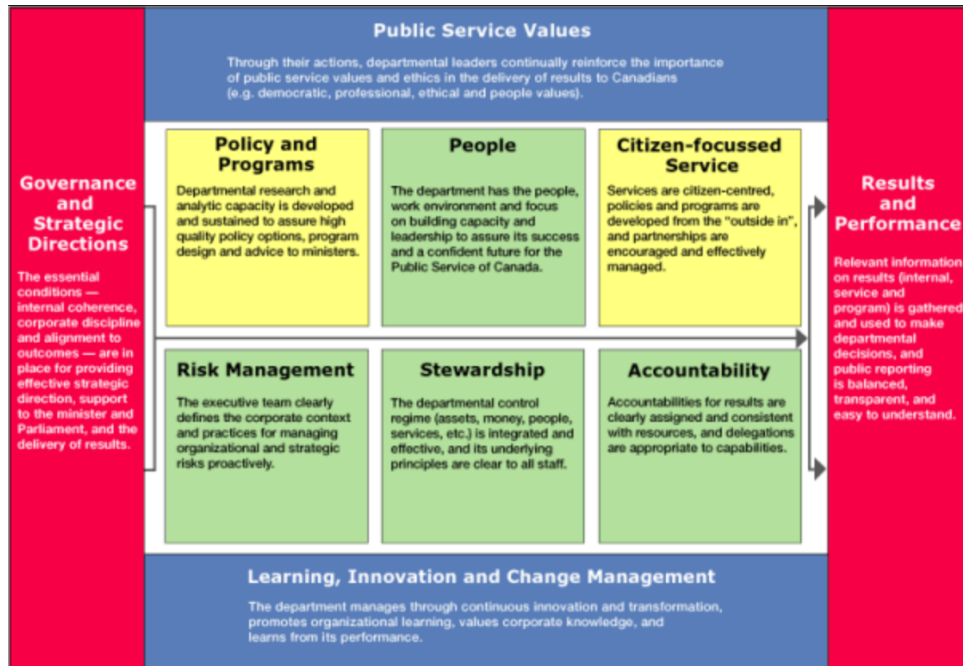 Public Service Values
Through their actions, departmental leaders continually reinforce the importance
of public service values and ethics in the delivery of results to Canadians
(e.g. democratic, professional, ethical and people values).
Governance
and
Strategic
Directions
The essential
conditions —
internal coherence,
corporate discipline
and alignment to
outcomes — are in
place for providing
effective strategic
direction, support
to the minister and
Parliament, and the
delivery of results.
Policy and
Programs
Departmental research and
analytic capacity is developed
and sustained to assure high
quality policy options, program
design and advice to ministers.
People
The department has the people,
work environment and focus
on building capacity and
leadership to assure its success
and a confident future for the
Public Service of Canada.
Citizen-focussed
Service
Services are citizen-centred,
policies and programs are
developed from the “outside in”,
and partnerships are
encouraged and effectively
managed.
Risk Management
The executive team clearly
defines the corporate context
and practices for managing
organizational and strategic
risks proactively.
Stewardship
The departmental control
regime (assets, money, people,
services, etc.) is integrated and
effective, and its underlying
principles are clear to all staff.
Accountability
Accountabilities for results are
clearly assigned and consistent
with resources, and delegations
are appropriate to capabilities.
Results
and
Performance
Relevant information
on results (internal,
service and
program) is gathered
and used to make
departmental
decisions, and
public reporting
is balanced,
transparent, and
easy to understand.
Learning, Innovation and Change Management
The department manages through continuous innovation and transformation,
promotes organizational learning, values corporate knowledge, and
learns from its performance.